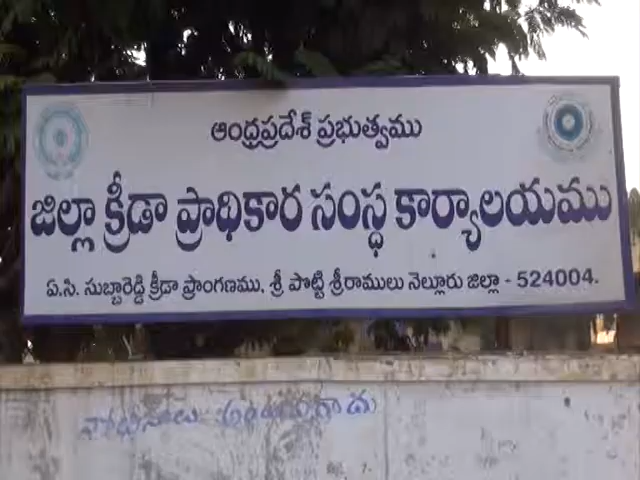 ఆంధ్రప్రదేశ్ ప్రభుత్వము
జిల్లా క్రీడా ప్రాధికార సంస్థ కార్యాలయము
ఏ.సి. సుబ్బారెడ్డి క్రీడా ప్రాంగణము, శ్రీ పొట్టి శ్రీరాములు నెల్లూరు జిల్లా - 524004.